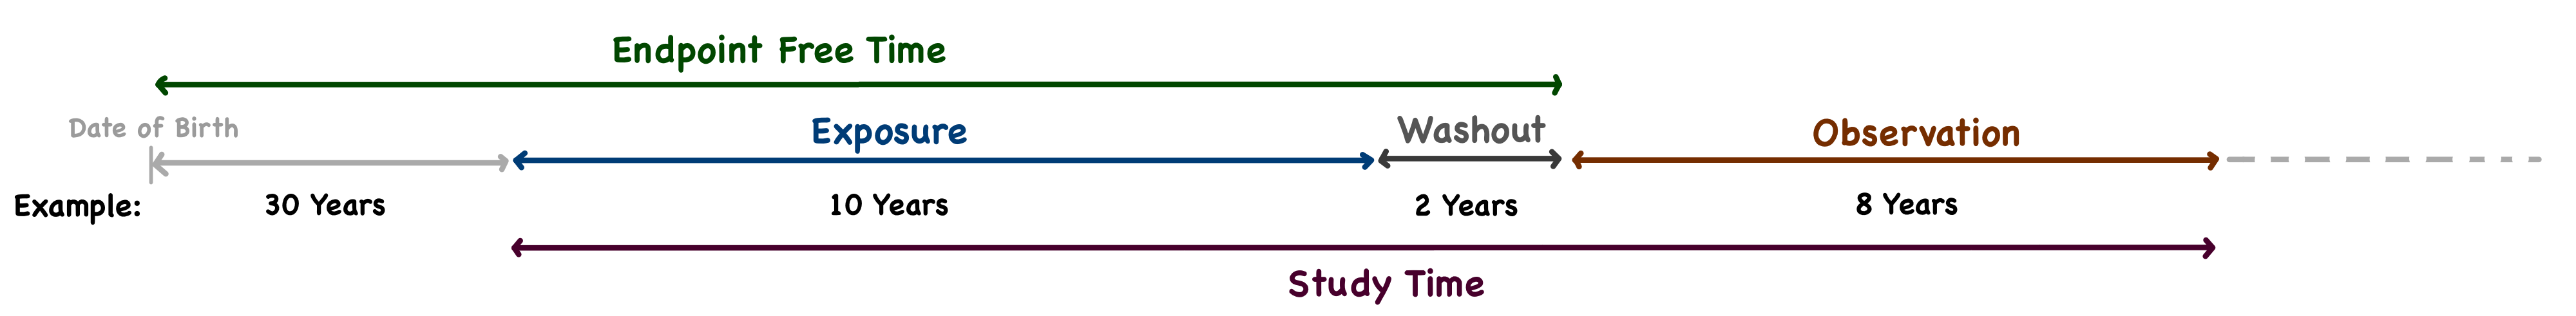 Endpoint Free Time
Date of Birth
Exposure
Washout
Observation
Example:
30 Years
10 Years
2 Years
8 Years
Study Time